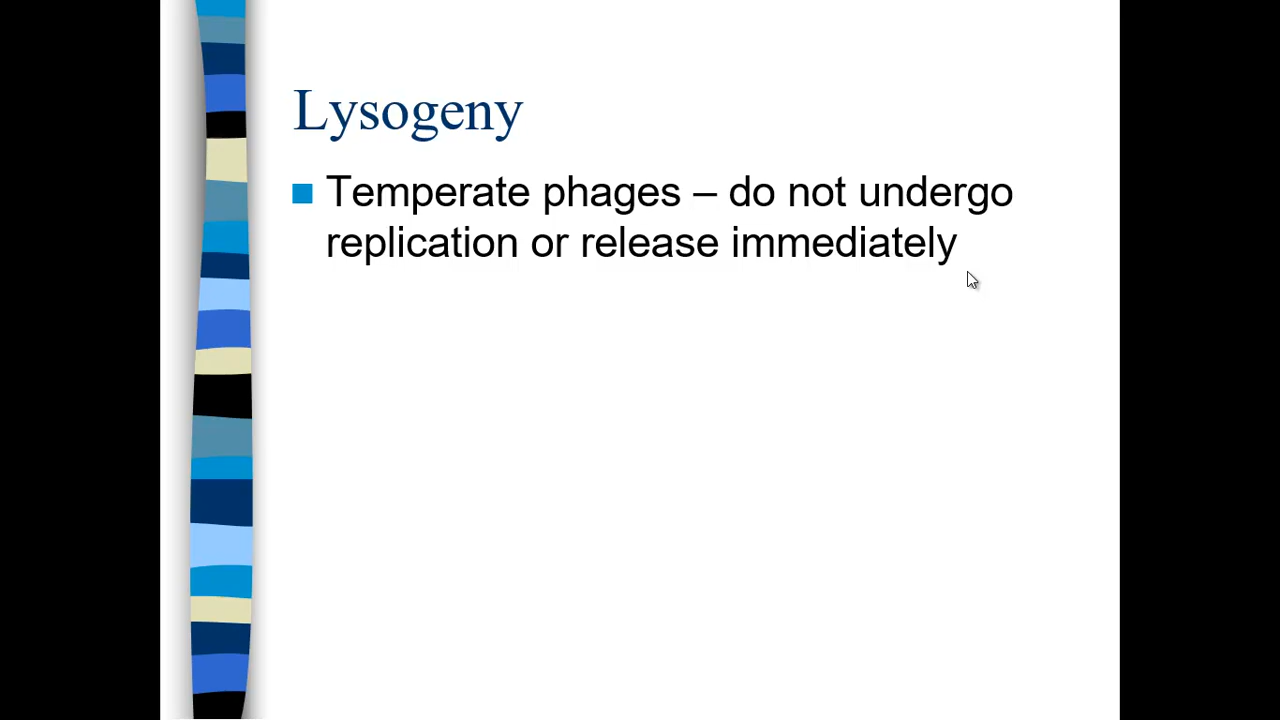 Lysogeny
Temperate phages – do not undergo
replication or release immediately